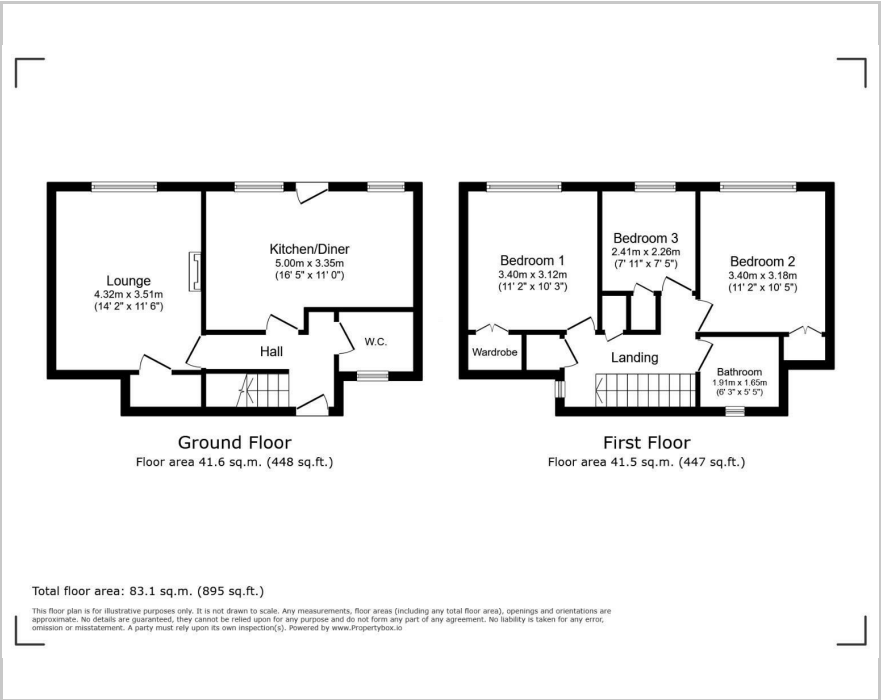 Lounge
4.32m x 3.51m
(14' 2" x 11' 6")
Kitchen/Diner
5.00m x 3.35m
(16' 5" x 11' 0")
Hall
W.C.
Ground Floor
Floor area 41.6 sq.m. (448 sq.ft.)
Bedroom 1
3.40m x 3.12m
(11' 2" x 10' 3")
Bedroom 3
2.41m x 2.26m
(7' 11" x 7' 5")
Bedroom 2
3.40m x 3.18m
(11' 2" x 10' 5")
Wardrobe
Landing
Bathroom
1.91m x 1.65m
(6' 3" x 5' 5")
First Floor
Floor area 41.5 sq.m. (447 sq.ft.)
Total floor area: 83.1 sq.m. (895 sq.ft.)
This floor plan is for illustrative purposes only. It is not drawn to scale. Any measurements, floor areas (including any total floor area), openings and orientations are
approximate. No details are guaranteed, they cannot be relied upon for any purpose and do not form any part of any agreement. No liability is taken for any error,
omission or misstatement. A party must rely upon its own inspection(s). Powered by www.Propertybox.io